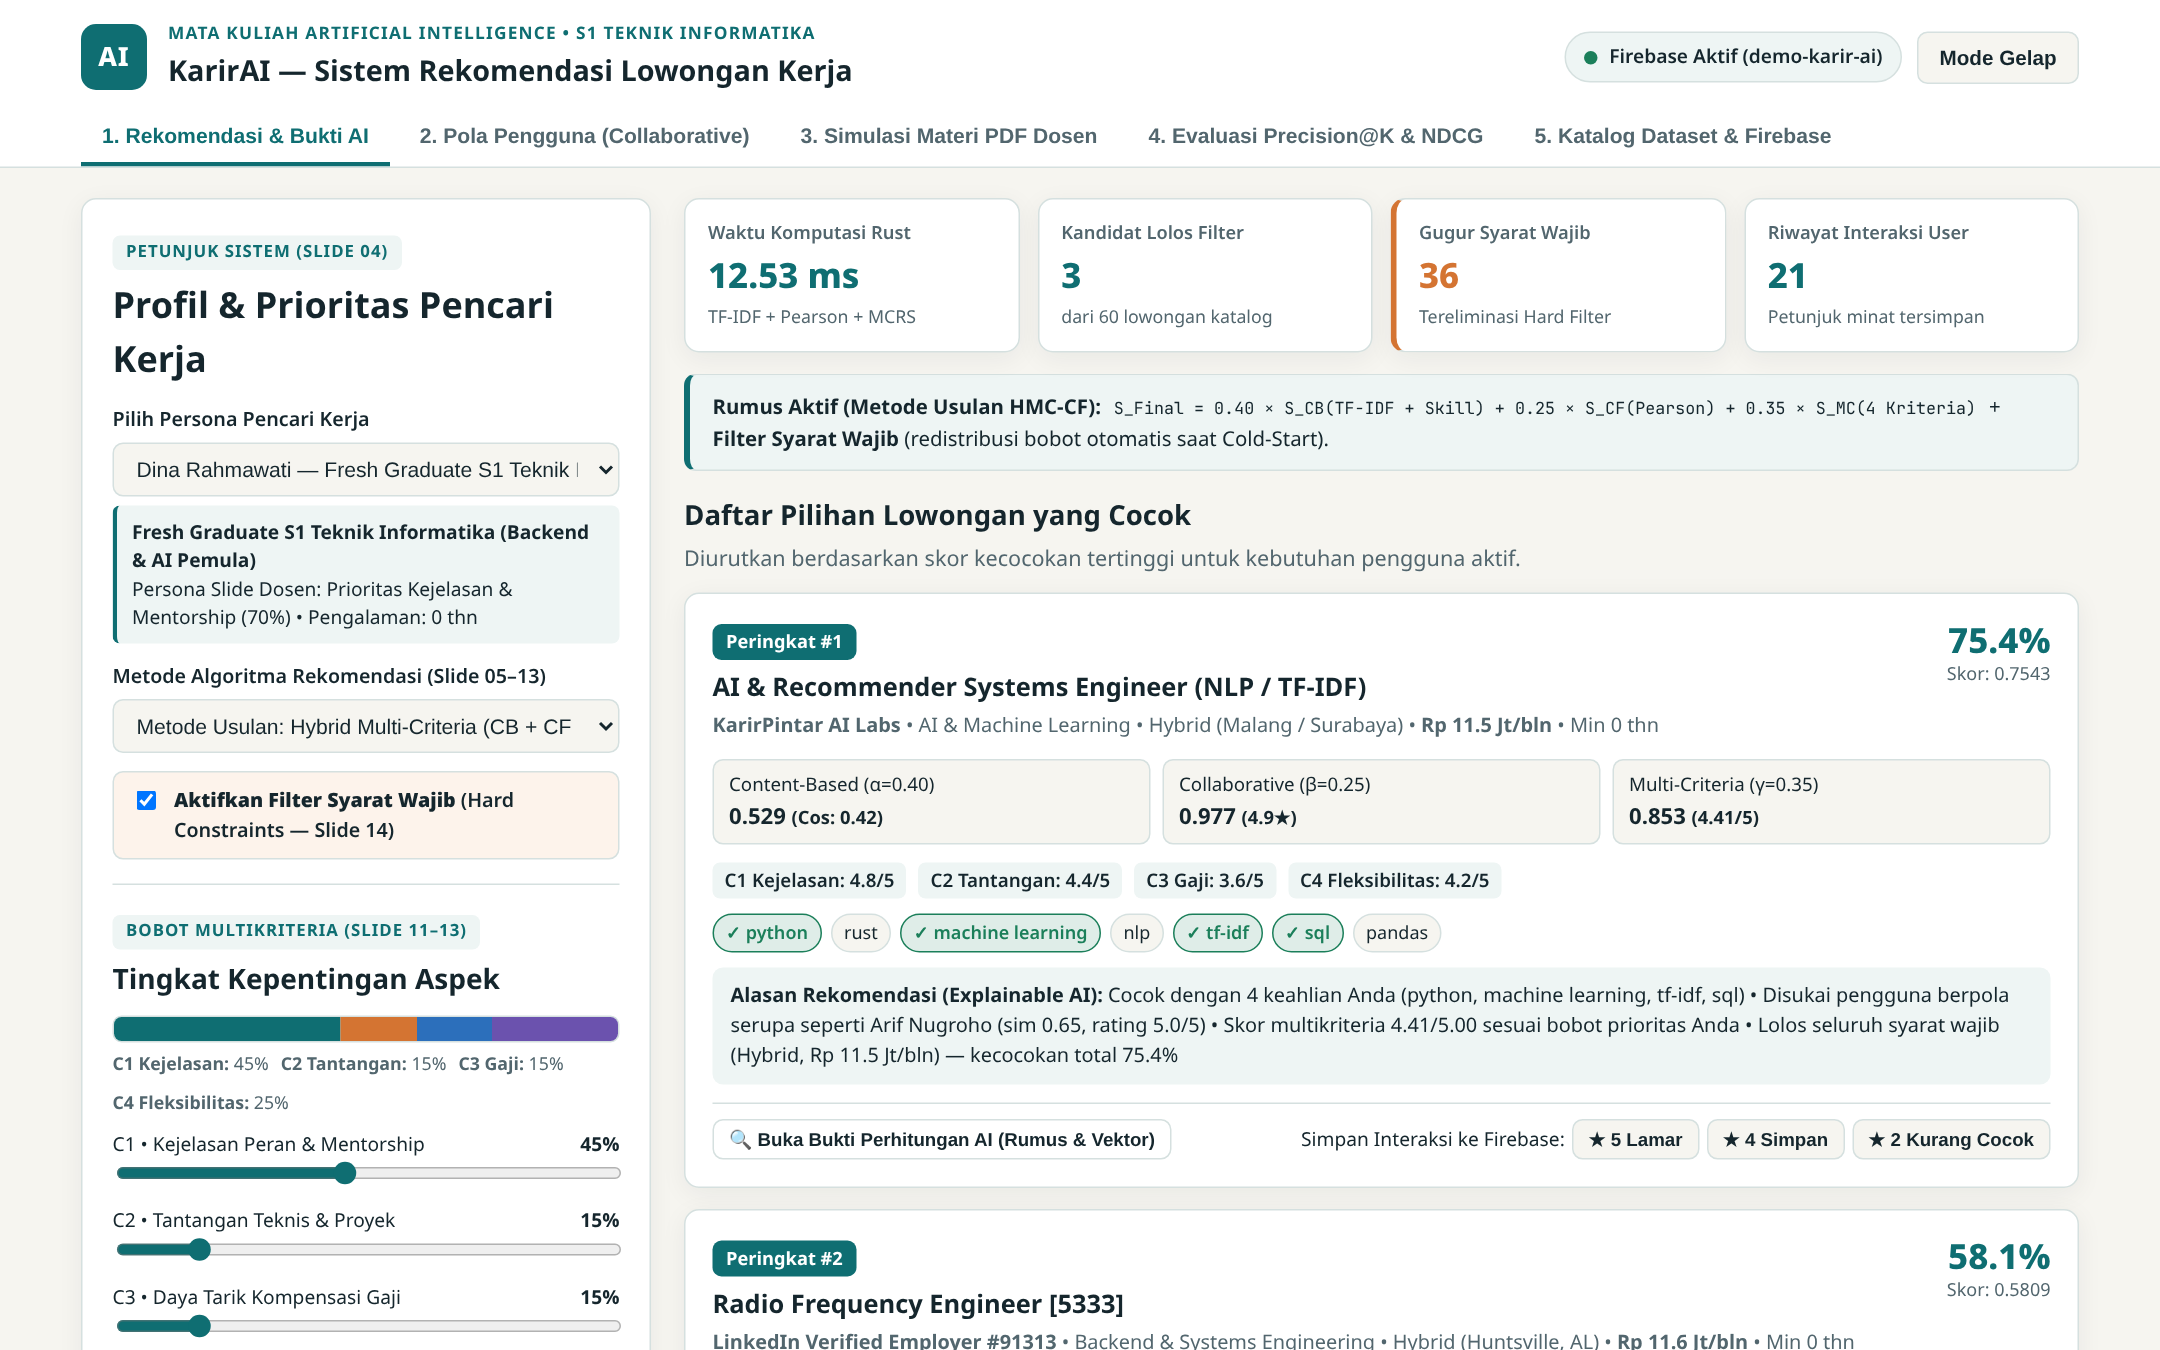 AI
MATA KULIAH ARTIFICIAL INTELLIGENCE • S1 TEKNIK INFORMATIKA
KarirAI — Sistem Rekomendasi Lowongan Kerja
Firebase Aktif (demo-karir-ai)
Mode Gelap
1. Rekomendasi & Bukti AI
2. Pola Pengguna (Collaborative)
3. Simulasi Materi PDF Dosen
4. Evaluasi Precision@K & NDCG
5. Katalog Dataset & Firebase
PETUNJUK SISTEM (SLIDE 04)
Profil & Prioritas Pencari
Kerja
Pilih Persona Pencari Kerja
Dina Rahmawati — Fresh Graduate S1 Teknik
Fresh Graduate S1 Teknik Informatika (Backend
& AI Pemula)
Persona Slide Dosen: Prioritas Kejelasan &
Mentorship (70%) • Pengalaman: 0 thn
Metode Algoritma Rekomendasi (Slide 05–13)
Metode Usulan: Hybrid Multi-Criteria (CB + CF
Aktifkan Filter Syarat Wajib (Hard
Constraints — Slide 14)
BOBOT MULTIKRITERIA (SLIDE 11–13)
Tingkat Kepentingan Aspek
C1 Kejelasan: 45% C2 Tantangan: 15% C3 Gaji: 15%
C4 Fleksibilitas: 25%
C1 • Kejelasan Peran & Mentorship 45%
C2 • Tantangan Teknis & Proyek 15%
C3 • Daya Tarik Kompensasi Gaji 15%
Waktu Komputasi Rust
12.53 ms
TF-IDF + Pearson + MCRS
Kandidat Lolos Filter
3
dari 60 lowongan katalog
Gugur Syarat Wajib
36
Tereliminasi Hard Filter
Riwayat Interaksi User
21
Petunjuk minat tersimpan
Rumus Aktif (Metode Usulan HMC-CF): S_Final = 0.40 × S_CB(TF-IDF + Skill) + 0.25 × S_CF(Pearson) + 0.35 × S_MC(4 Kriteria) +
Filter Syarat Wajib (redistribusi bobot otomatis saat Cold-Start).
Daftar Pilihan Lowongan yang Cocok
Diurutkan berdasarkan skor kecocokan tertinggi untuk kebutuhan pengguna aktif.
Peringkat #1
75.4%
Skor: 0.7543
AI & Recommender Systems Engineer (NLP / TF-IDF)
KarirPintar AI Labs • AI & Machine Learning • Hybrid (Malang / Surabaya) • Rp 11.5 Jt/bln • Min 0 thn
Content-Based (α=0.40)
0.529 (Cos: 0.42)
Collaborative (β=0.25)
0.977 (4.9★)
Multi-Criteria (γ=0.35)
0.853 (4.41/5)
C1 Kejelasan: 4.8/5 C2 Tantangan: 4.4/5 C3 Gaji: 3.6/5 C4 Fleksibilitas: 4.2/5
✓ python rust ✓ machine learning nlp ✓ tf-idf ✓ sql pandas
Alasan Rekomendasi (Explainable AI): Cocok dengan 4 keahlian Anda (python, machine learning, tf-idf, sql) • Disukai pengguna berpola
serupa seperti Arif Nugroho (sim 0.65, rating 5.0/5) • Skor multikriteria 4.41/5.00 sesuai bobot prioritas Anda • Lolos seluruh syarat wajib
(Hybrid, Rp 11.5 Jt/bln) — kecocokan total 75.4%
🔍 Buka Bukti Perhitungan AI (Rumus & Vektor)
Simpan Interaksi ke Firebase: ★ 5 Lamar ★ 4 Simpan ★ 2 Kurang Cocok
Peringkat #2
58.1%
Skor: 0.5809
Radio Frequency Engineer [5333]
LinkedIn Verified Employer #91313 • Backend & Systems Engineering • Hybrid (Huntsville, AL) • Rp 11.6 Jt/bln • Min 0 thn